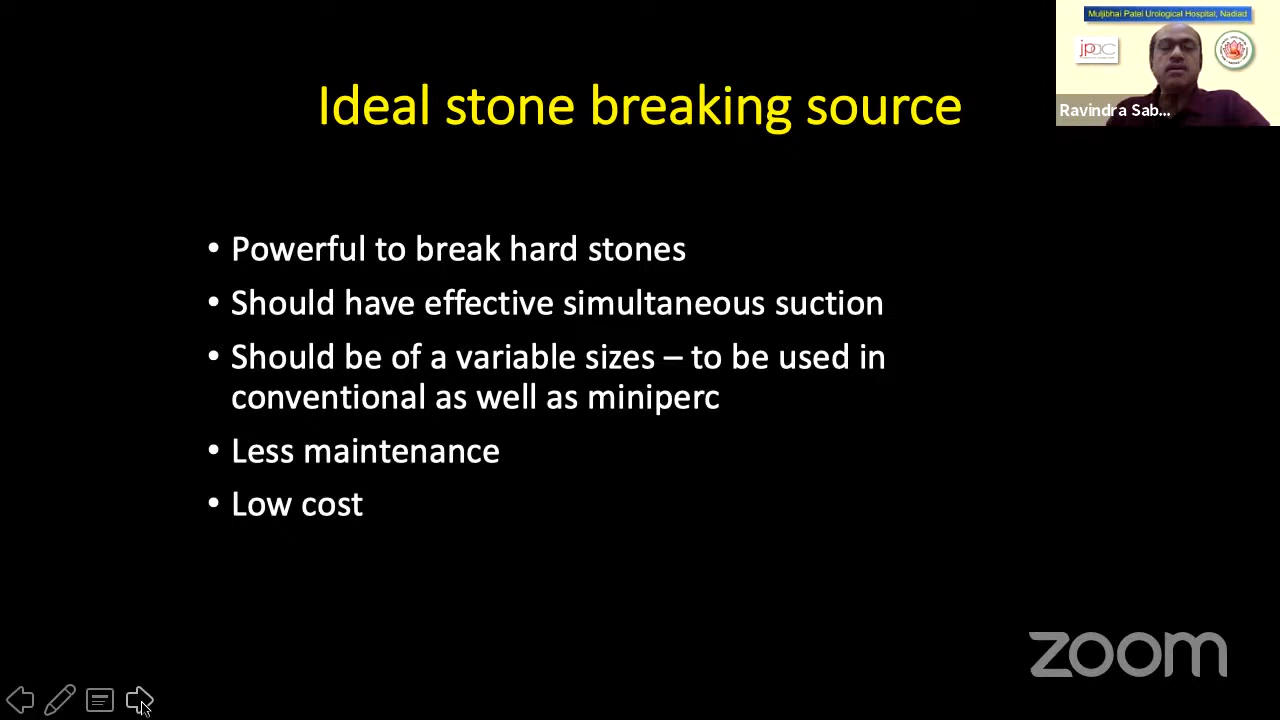 Muljibhai Patel Urological Hospital, Nadiad
jpac
Ravindra Sab...
Ideal stone breaking source
• Powerful to break hard stones
• Should have effective simultaneous suction
• Should be of a variable sizes – to be used in
conventional as well as miniperc
• Less maintenance
• Low cost
zoom